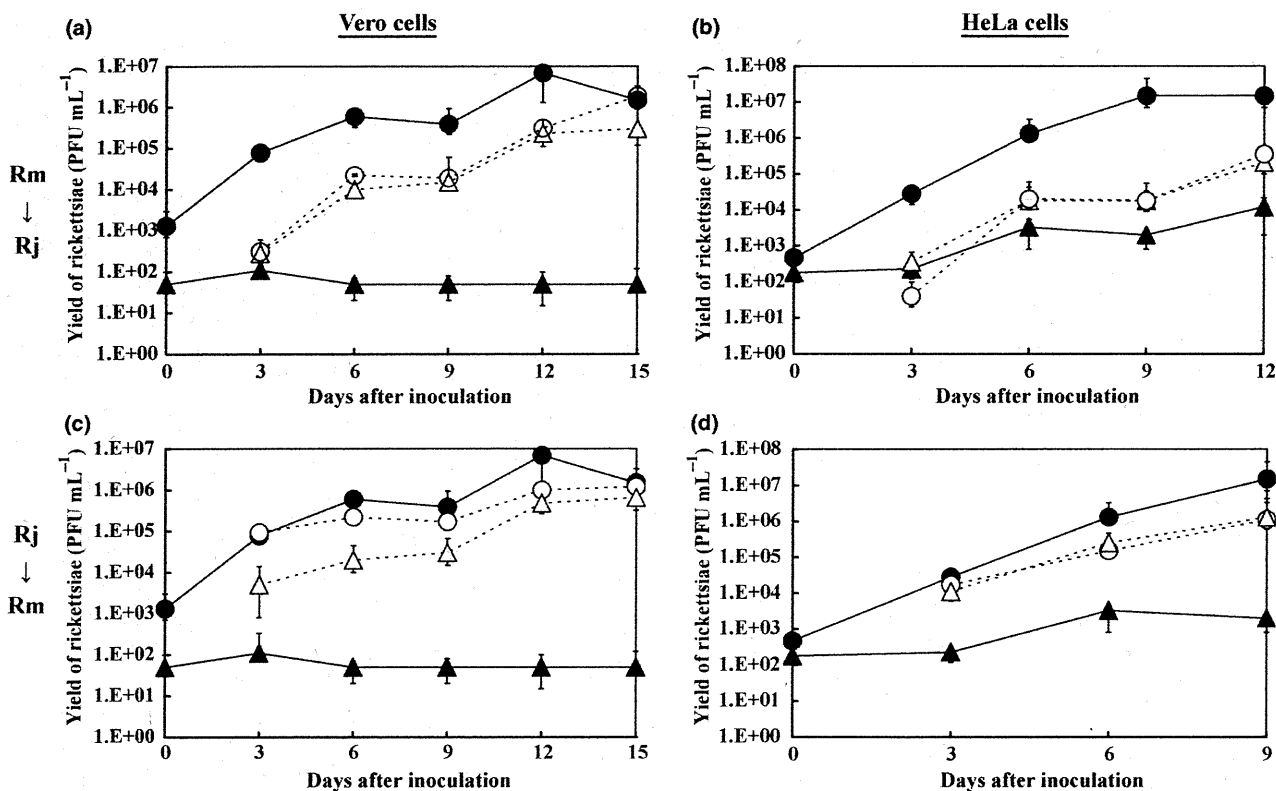 Vero cells
HeLa cells
(a)
Yield of rickettsiae (PFU mL⁻¹)
1.E+07
1.E+06
1.E+05
1.E+04
1.E+03
1.E+02
1.E+01
1.E+00
0 3 6 9 12 15
Days after inoculation
(b)
Yield of rickettsiae (PFU mL⁻¹)
1.E+08
1.E+07
1.E+06
1.E+05
1.E+04
1.E+03
1.E+02
1.E+01
1.E+00
0 3 6 9 12
Days after inoculation
Rm
↓
Rj
(c)
Yield of rickettsiae (PFU mL⁻¹)
1.E+07
1.E+06
1.E+05
1.E+04
1.E+03
1.E+02
1.E+01
1.E+00
0 3 6 9 12 15
Days after inoculation
(d)
Yield of rickettsiae (PFU mL⁻¹)
1.E+08
1.E+07
1.E+06
1.E+05
1.E+04
1.E+03
1.E+02
1.E+01
1.E+00
0 3 6 9
Days after inoculation
Rj
↓
Rm